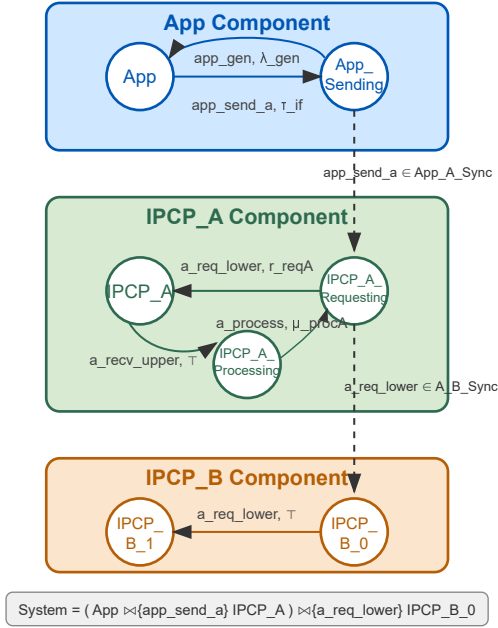 App Component
app_gen, λ_gen
App
App_
Sending
app_send_a, τ_if
app_send_a ∈ App_A_Sync
IPCP_A Component
a_req_lower, r_reqA
IPCP_A
IPCP_A_
Requesting
a_process, μ_procA
a_recv_upper, ⊤
IPCP_A_
Processing
a_req_lower ∈ A_B_Sync
IPCP_B Component
a_req_lower, ⊤
IPCP_
B_1
IPCP_
B_0
System = ( App ⋈{app_send_a} IPCP_A ) ⋈{a_req_lower} IPCP_B_0